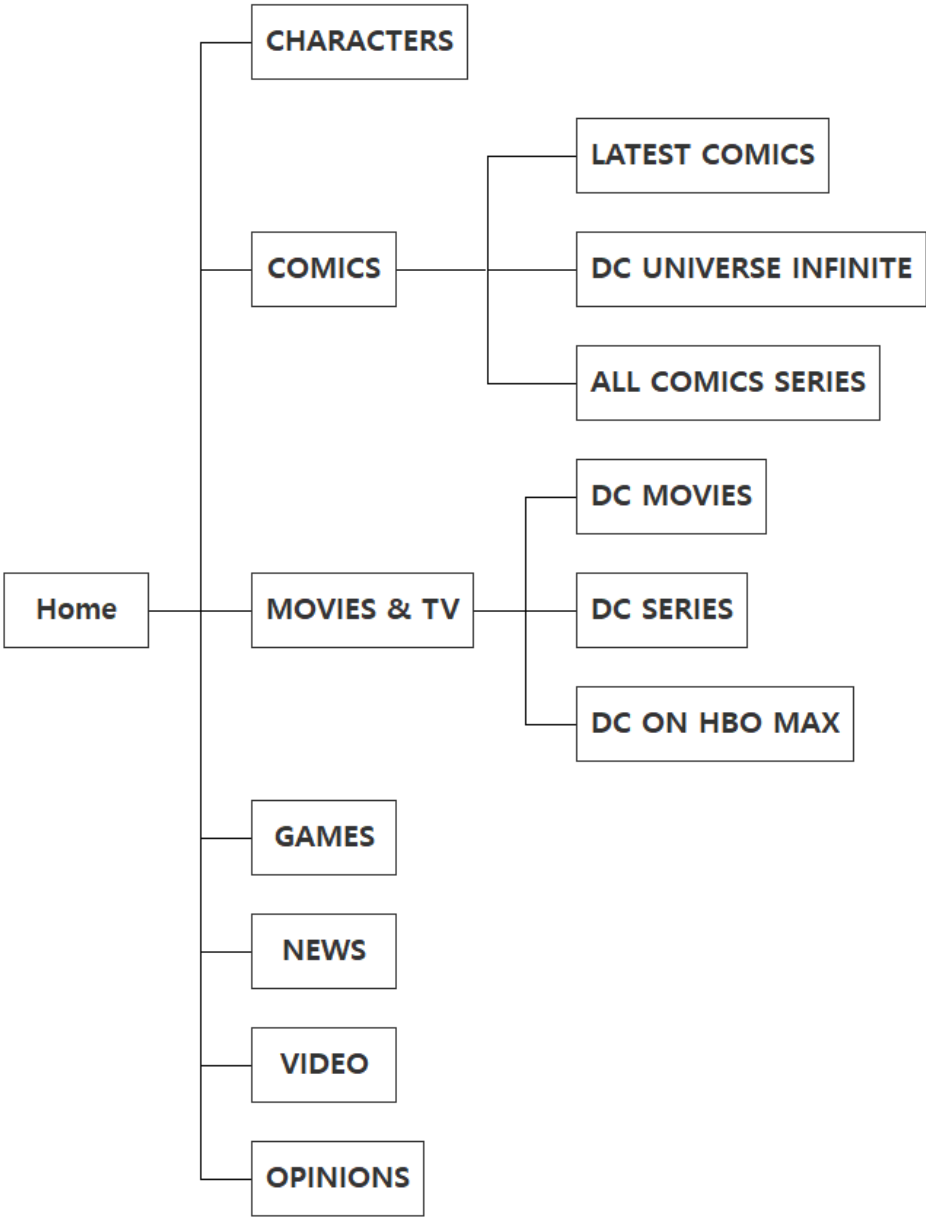 CHARACTERS
COMICS
LATEST COMICS
DC UNIVERSE INFINITE
ALL COMICS SERIES
Home
MOVIES & TV
DC MOVIES
DC SERIES
DC ON HBO MAX
GAMES
NEWS
VIDEO
OPINIONS